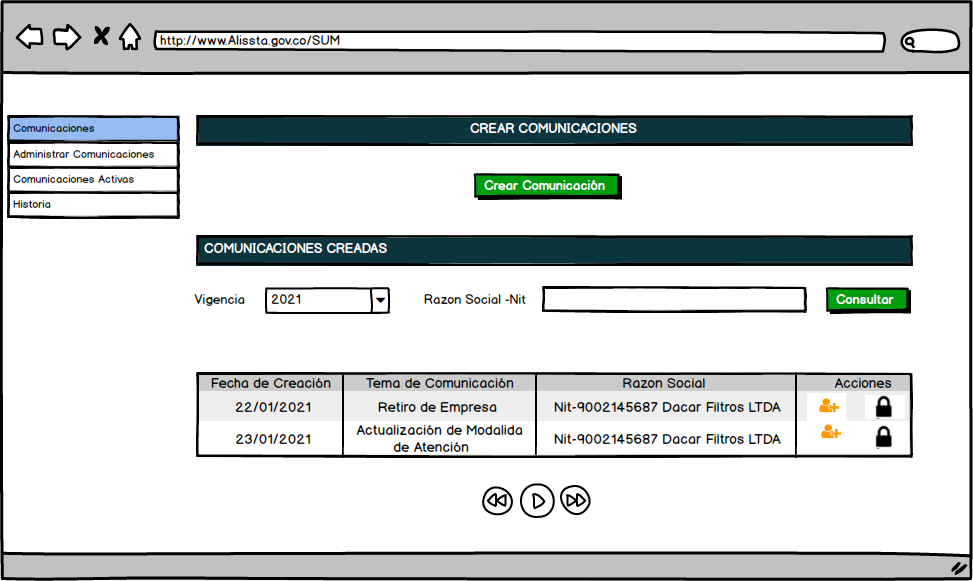 http://www.Alissta.gov.co/SUM
Comunicaciones
Administrar Comunicaciones
Comunicaciones Activas
Historia
CREAR COMUNICACIONES
Crear Comunicación
COMUNICACIONES CREADAS
Vigencia 2021 Razon Social -Nit Consultar
Fecha de Creación Tema de Comunicación Razon Social Acciones
22/01/2021 Retiro de Empresa Nit-9002145687 Dacar Filtros LTDA
23/01/2021 Actualización de Modalida
de Atención Nit-9002145687 Dacar Filtros LTDA